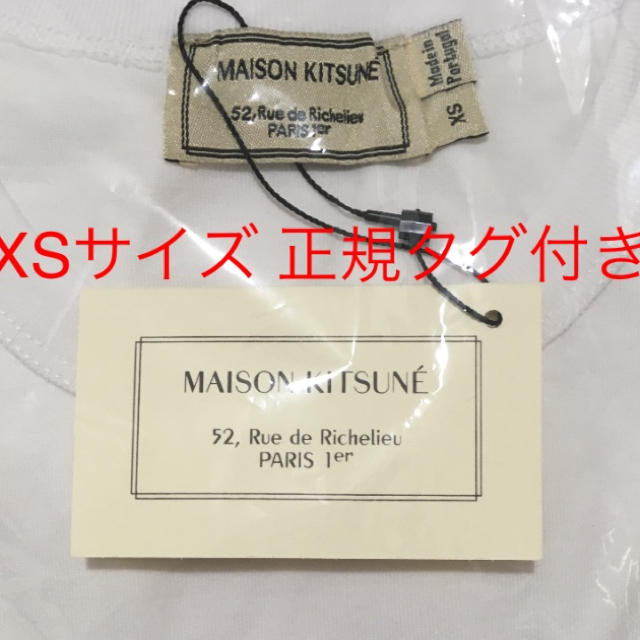 MAISON KITSUNÉ
52, Rue de Richelieu
PARIS 1er
Made in
Portugal
XS
XSサイズ 正規タグ付き
MAISON KITSUNÉ
52, Rue de Richelieu
PARIS 1er